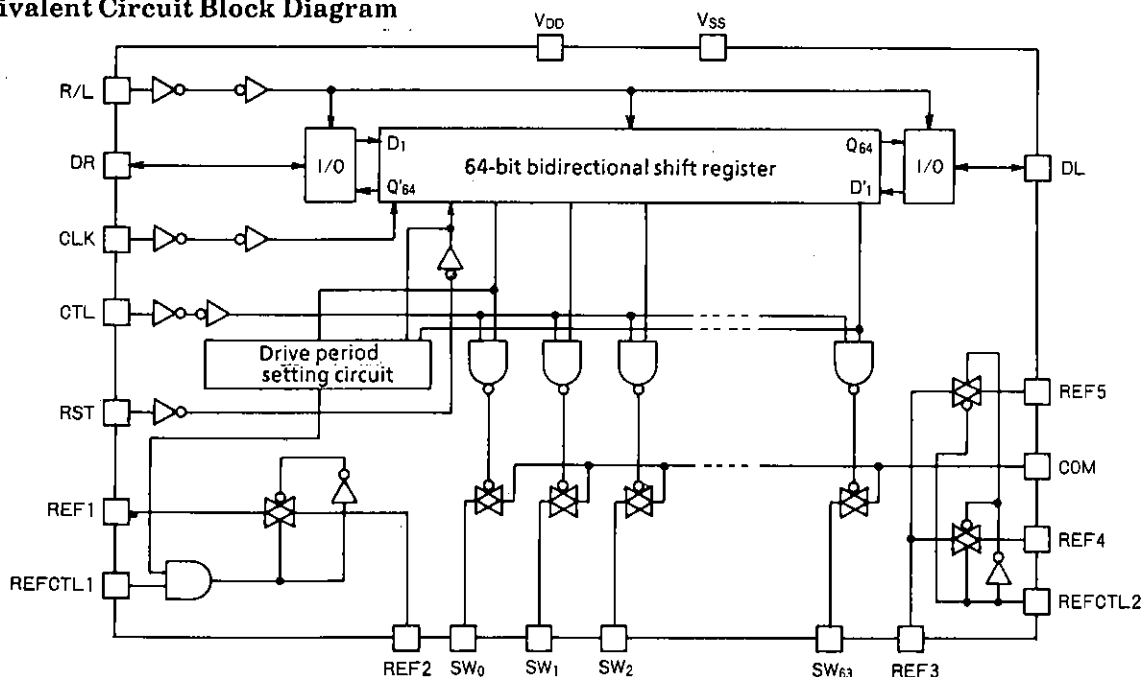 ivalent Circuit Block Diagram
VDD
VSS
R/L
DR
I/O
D1
Q'64
64-bit bidirectional shift register
Q64
D'1
I/O
DL
CLK
CTL
Drive period
setting circuit
RST
REF5
COM
REF1
REF4
REFCTL1
REFCTL2
REF2
SW0
SW1
SW2
SW63
REF3